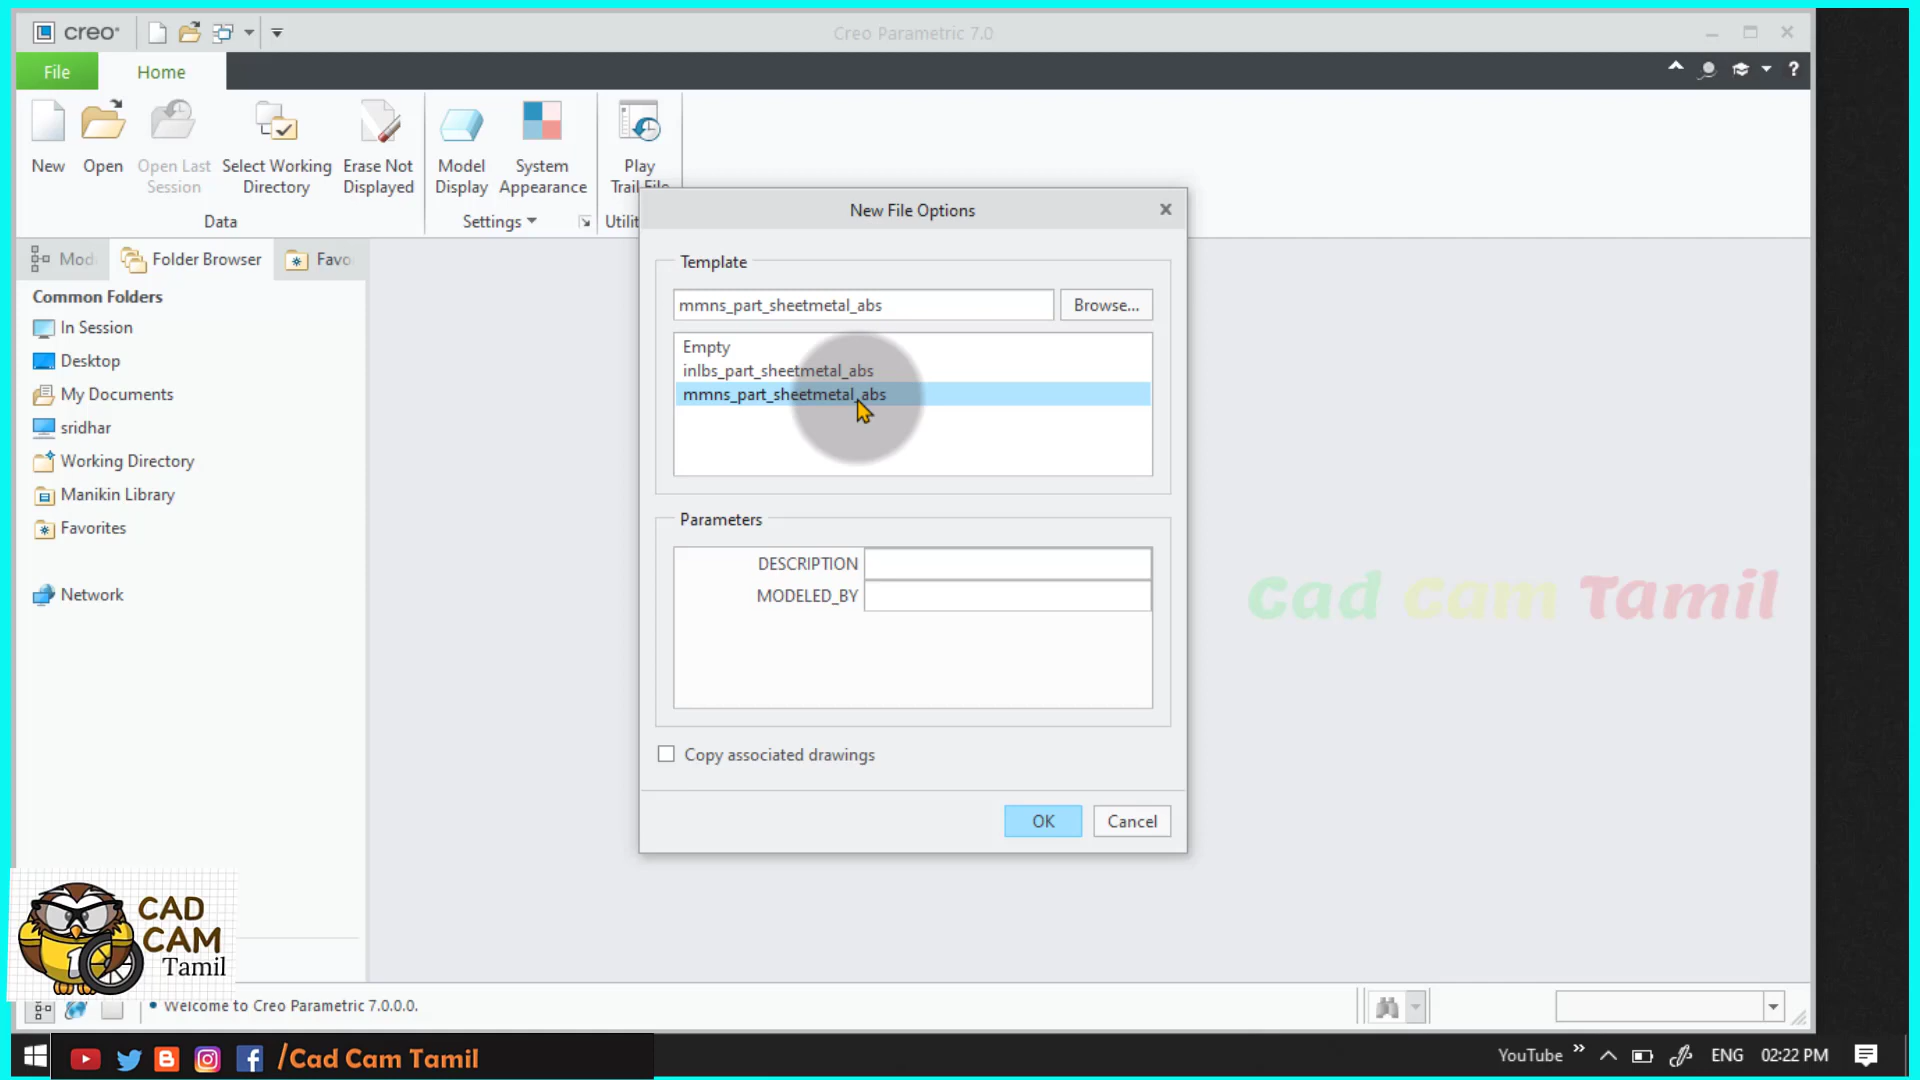 creo
Creo Parametric 7.0
File
Home
?
New
Open
Open Last
Session
Select Working
Directory
Erase Not
Displayed
Model
Display
System
Appearance
Play
Trail File
Data
Settings
Utilit
Mode
Folder Browser
Favo
Common Folders
In Session
Desktop
My Documents
sridhar
Working Directory
Manikin Library
Favorites
Network
New File Options
Template
mmns_part_sheetmetal_abs
Browse...
Empty
inlbs_part_sheetmetal_abs
mmns_part_sheetmetal_abs
Parameters
DESCRIPTION
MODELED_BY
Copy associated drawings
OK
Cancel
Cad Cam Tamil
CAD
CAM
Tamil
Welcome to Creo Parametric 7.0.0.0.
/Cad Cam Tamil
YouTube
ENG
02:22 PM